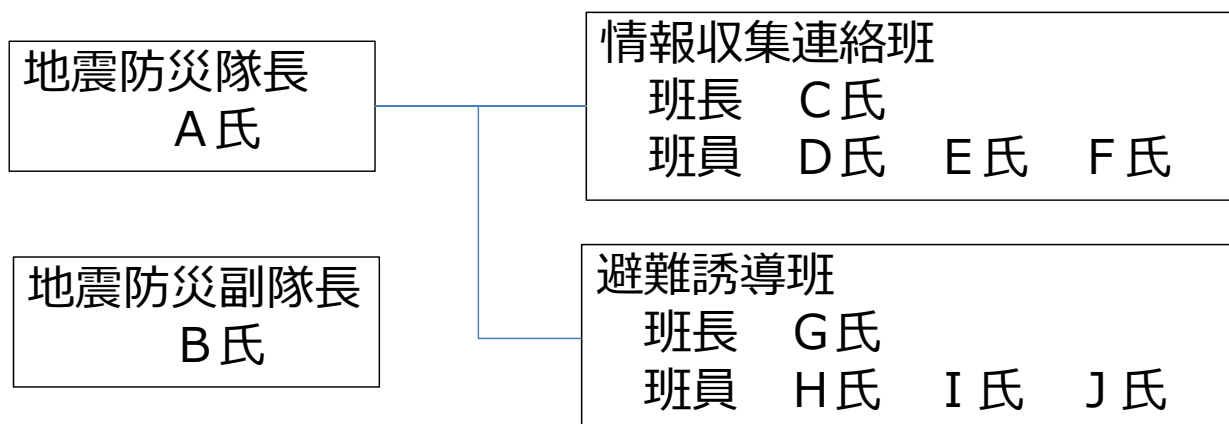 地震防災隊長
Ａ氏
地震防災副隊長
Ｂ氏
情報収集連絡班
班長　Ｃ氏
班員　Ｄ氏　Ｅ氏　Ｆ氏
避難誘導班
班長　Ｇ氏
班員　Ｈ氏　Ｉ氏　Ｊ氏